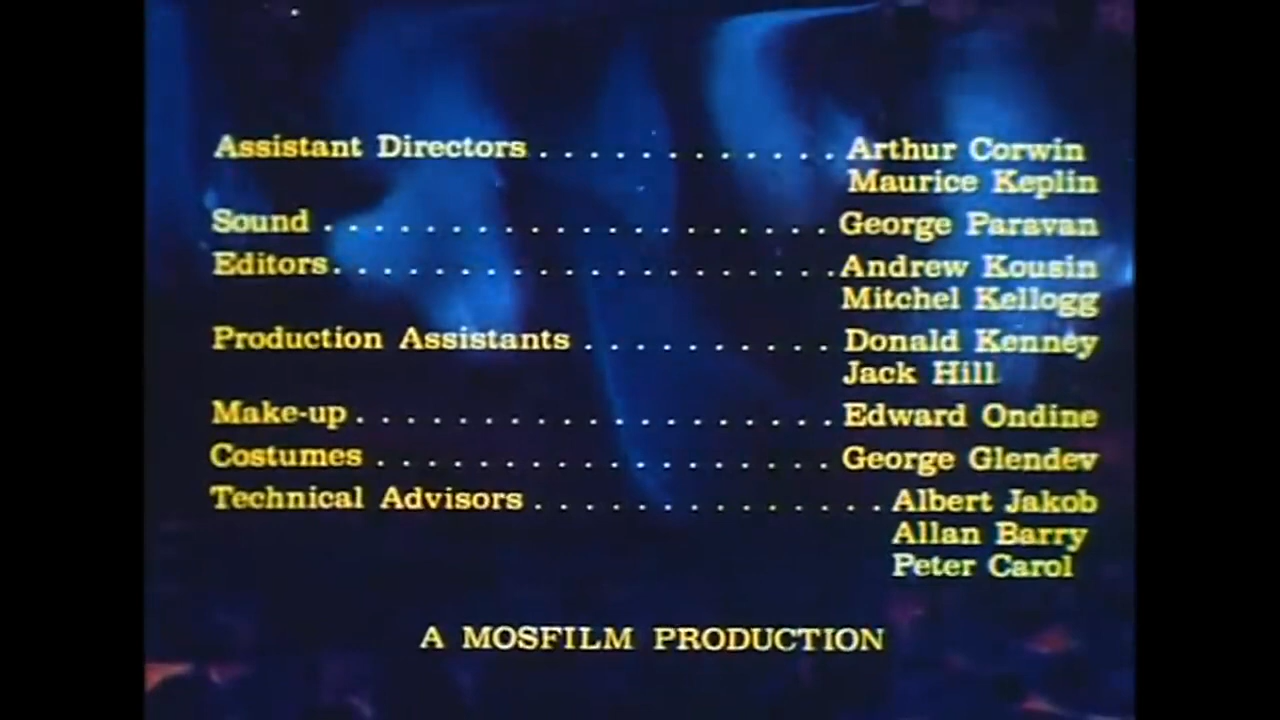 Assistant Directors . . . . . . . . . . . . Arthur Corwin
Maurice Keplin
Sound . . . . . . . . . . . . . . . . . . . . George Paravan
Editors. . . . . . . . . . . . . . . . . . . . Andrew Kousin
Mitchel Kellogg
Production Assistants . . . . . . . . . . Donald Kenney
Jack Hill
Make-up . . . . . . . . . . . . . . . . . . . Edward Ondine
Costumes . . . . . . . . . . . . . . . . . . George Glendev
Technical Advisors . . . . . . . . . . . . . . Albert Jakob
Allan Barry
Peter Carol
A MOSFILM PRODUCTION